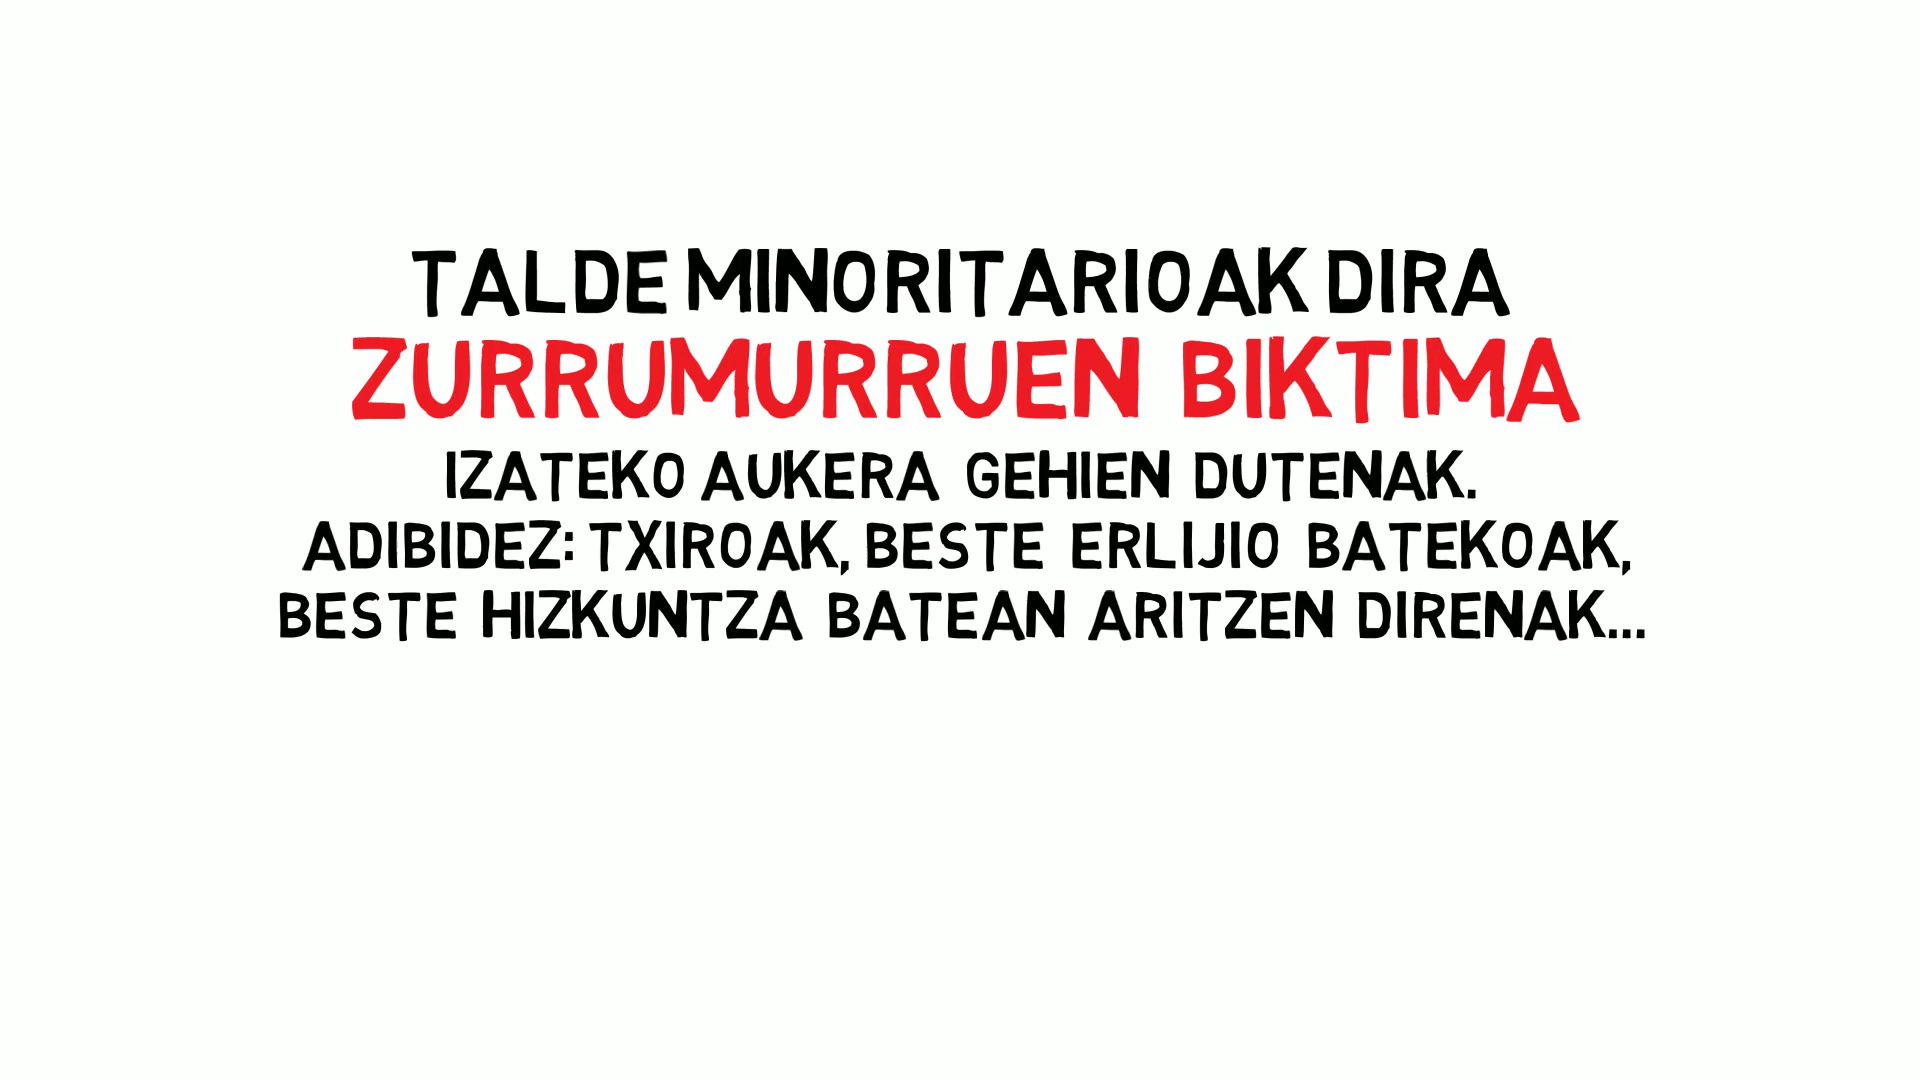 TALDE MINORITARIOAK DIRA
ZURRUMURRUEN BIKTIMA
IZATEKO AUKERA GEHIEN DUTENAK.
ADIBIDEZ: TXIROAK, BESTE ERLIJIO BATEKOAK,
BESTE HIZKUNTZA BATEAN ARITZEN DIRENAK...